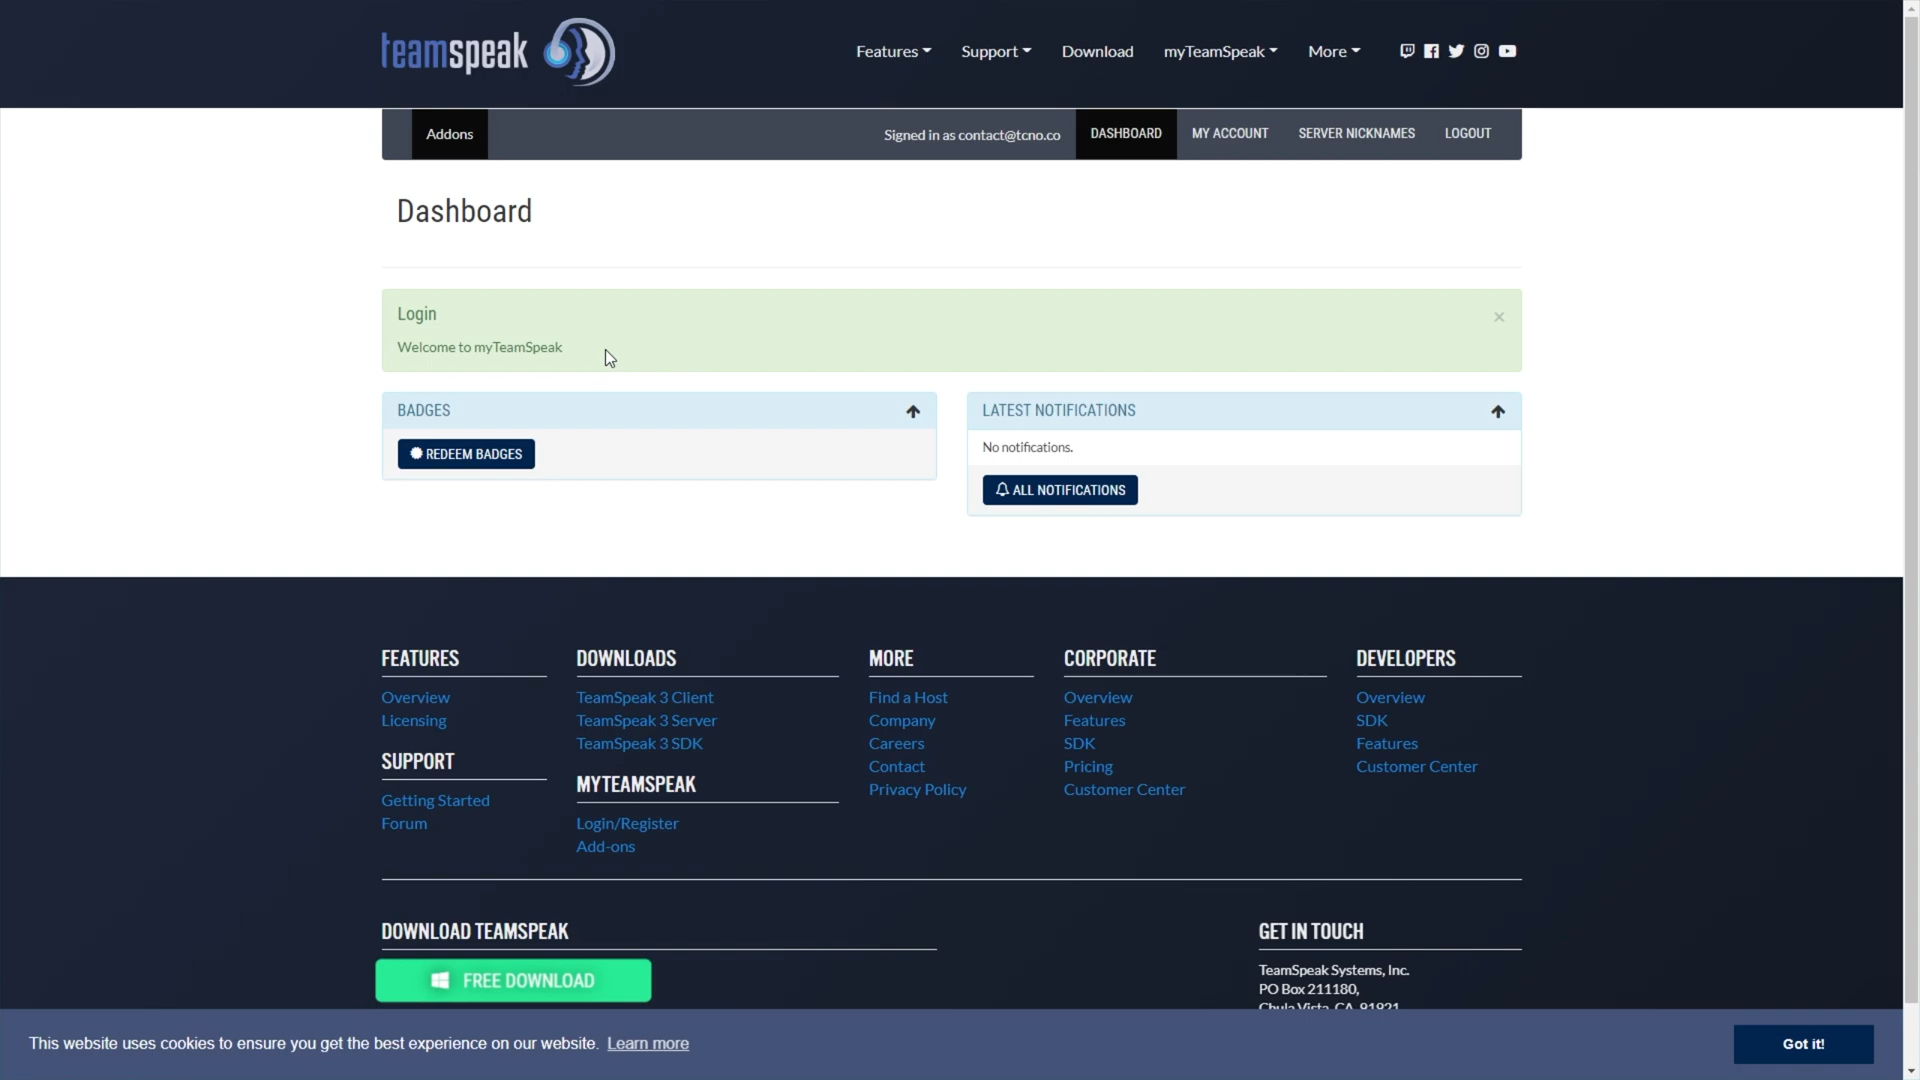 teamspeak
Features Support Download myTeamSpeak More
Addons Signed in as contact@tcno.co DASHBOARD MY ACCOUNT SERVER NICKNAMES LOGOUT
Dashboard
Login
×
Welcome to myTeamSpeak
BADGES
REDEEM BADGES
LATEST NOTIFICATIONS
No notifications.
ALL NOTIFICATIONS
FEATURES
Overview
Licensing
SUPPORT
Getting Started
Forum
DOWNLOADS
TeamSpeak 3 Client
TeamSpeak 3 Server
TeamSpeak 3 SDK
MYTEAMSPEAK
Login/Register
Add-ons
MORE
Find a Host
Company
Careers
Contact
Privacy Policy
CORPORATE
Overview
Features
SDK
Pricing
Customer Center
DEVELOPERS
Overview
SDK
Features
Customer Center
DOWNLOAD TEAMSPEAK
FREE DOWNLOAD
GET IN TOUCH
TeamSpeak Systems, Inc.
PO Box 211180,
Chula Vista, CA, 91921
This website uses cookies to ensure you get the best experience on our website. Learn more
Got it!